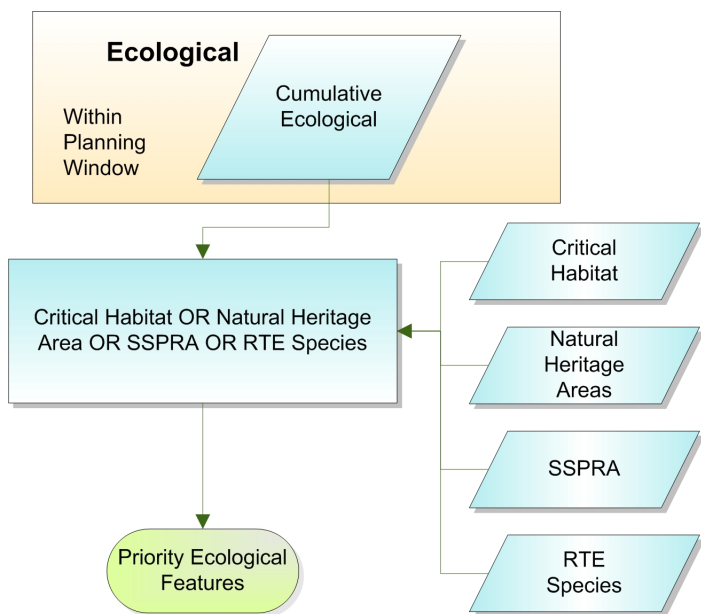 Ecological
Cumulative
Ecological
Within
Planning
Window
Critical Habitat OR Natural Heritage
Area OR SSPRA OR RTE Species
Critical
Habitat
Natural
Heritage
Areas
SSPRA
RTE
Species
Priority Ecological
Features